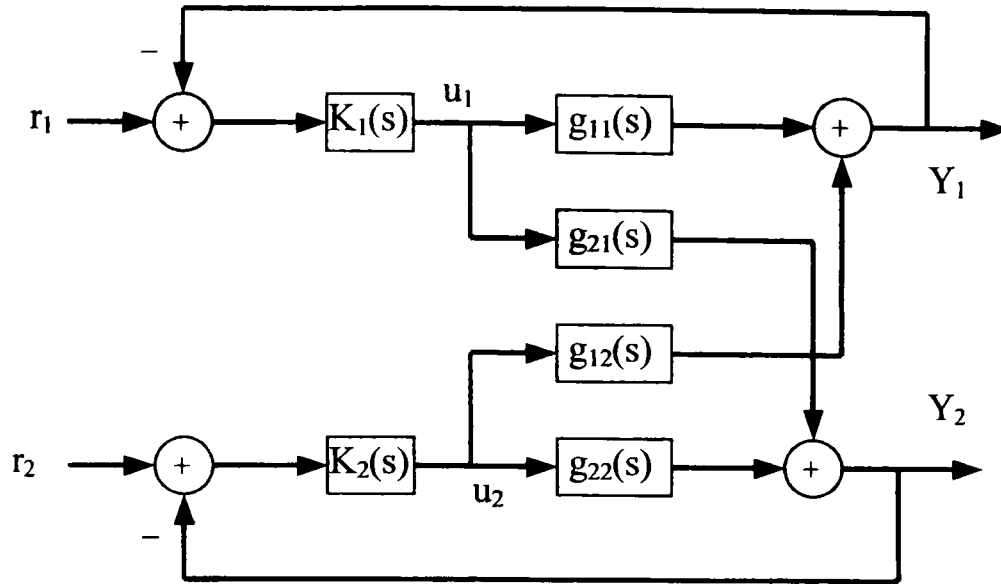 −
r₁ + K₁(s) u₁ g₁₁(s) +
Y₁
g₂₁(s)
g₁₂(s)
Y₂
r₂ + K₂(s) u₂ g₂₂(s) +
−